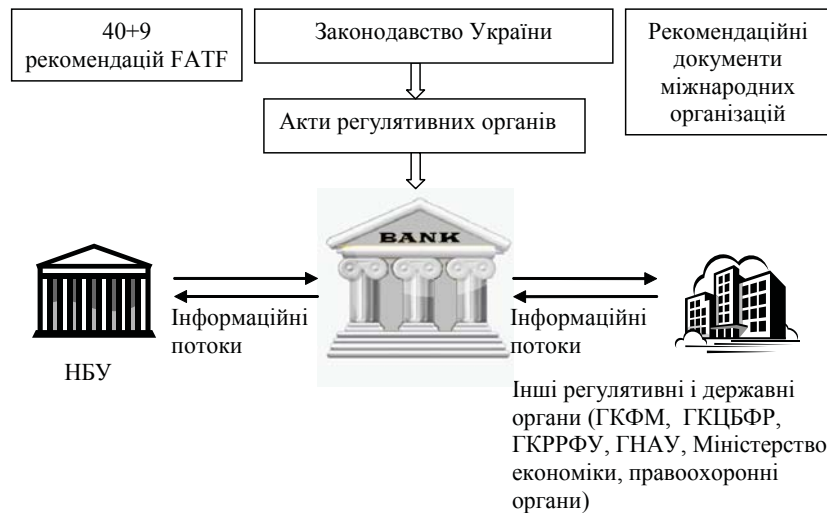 40+9
рекомендацій FATF
Законодавство України
Рекомендаційні
документи
міжнародних
організацій
Акти регулятивних органів
BANK
Інформаційні
потоки
НБУ
Інформаційні
потоки
Інші регулятивні і державні
органи (ГКФМ, ГКЦБФР,
ГКРРФУ, ГНАУ, Міністерство
економіки, правоохоронні
органи)